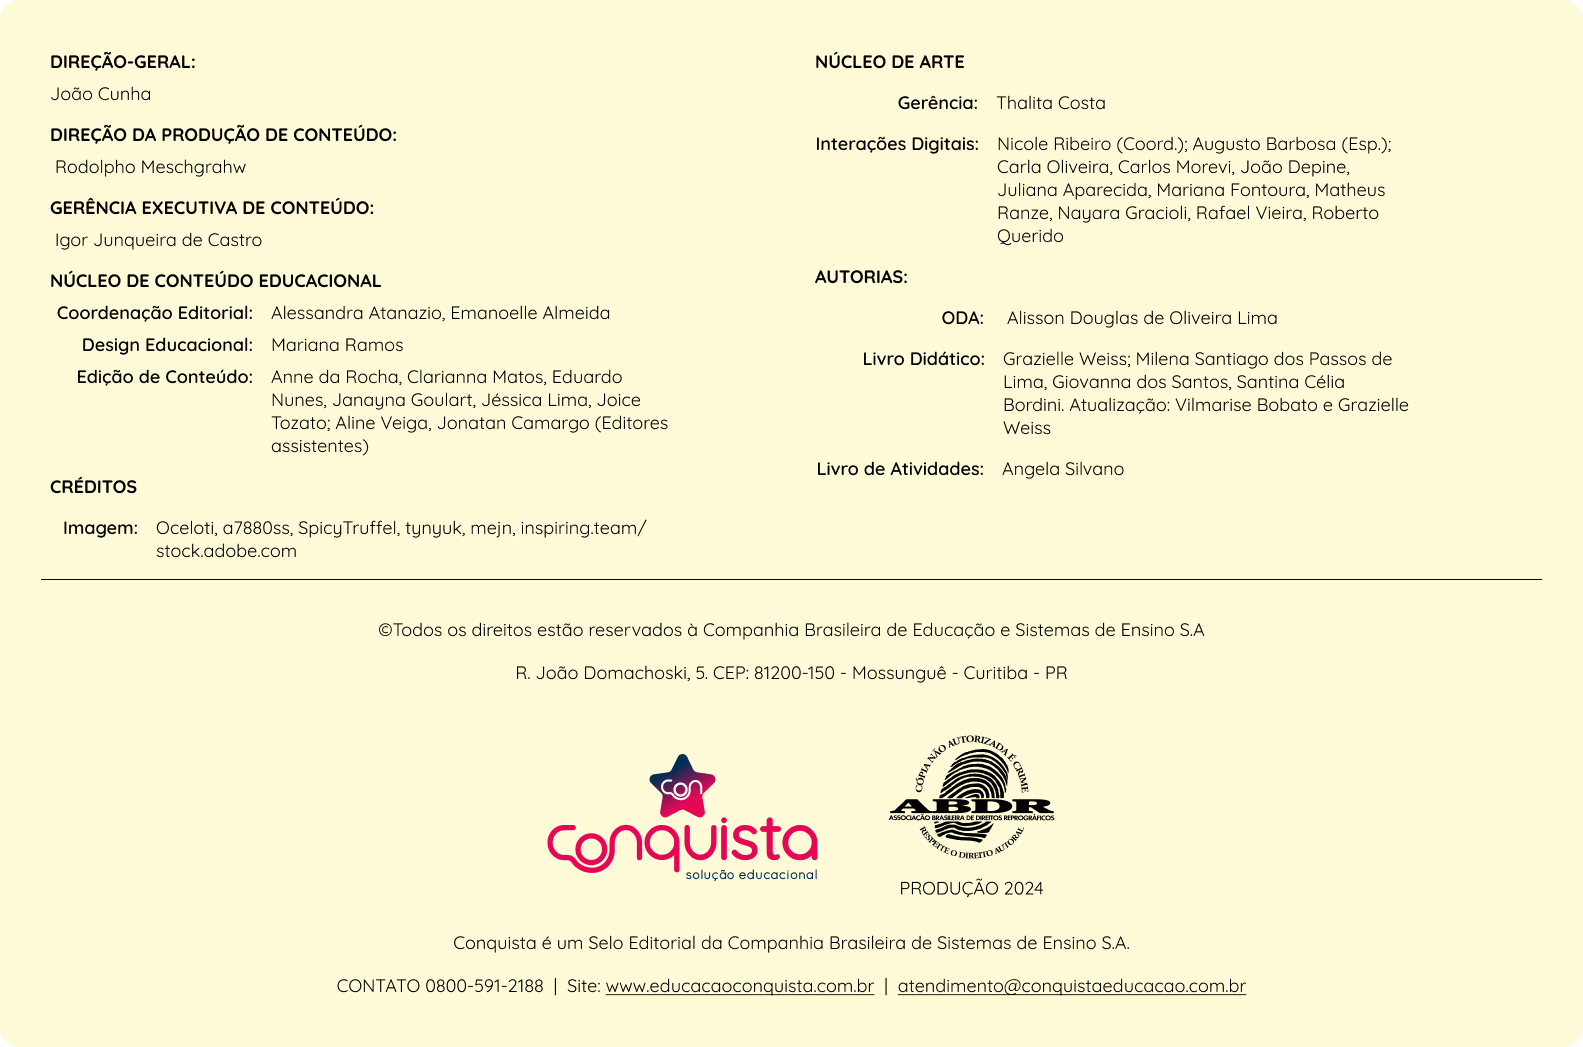 DIREÇÃO-GERAL:
João Cunha
DIREÇÃO DA PRODUÇÃO DE CONTEÚDO:
Rodolpho Meschgrahw
GERÊNCIA EXECUTIVA DE CONTEÚDO:
Igor Junqueira de Castro
NÚCLEO DE CONTEÚDO EDUCACIONAL
Coordenação Editorial: Alessandra Atanazio, Emanoelle Almeida
Design Educacional: Mariana Ramos
Edição de Conteúdo: Anne da Rocha, Clarianna Matos, Eduardo
Nunes, Janayna Goulart, Jéssica Lima, Joice
Tozato; Aline Veiga, Jonatan Camargo (Editores
assistentes)
CRÉDITOS
Imagem: Oceloti, a7880ss, SpicyTruffel, tynyuk, mejn, inspiring.team/
stock.adobe.com
NÚCLEO DE ARTE
Gerência: Thalita Costa
Interações Digitais: Nicole Ribeiro (Coord.); Augusto Barbosa (Esp.);
Carla Oliveira, Carlos Morevi, João Depine,
Juliana Aparecida, Mariana Fontoura, Matheus
Ranze, Nayara Gracioli, Rafael Vieira, Roberto
Querido
AUTORIAS:
ODA: Alisson Douglas de Oliveira Lima
Livro Didático: Grazielle Weiss; Milena Santiago dos Passos de
Lima, Giovanna dos Santos, Santina Célia
Bordini. Atualização: Vilmarise Bobato e Grazielle
Weiss
Livro de Atividades: Angela Silvano
©Todos os direitos estão reservados à Companhia Brasileira de Educação e Sistemas de Ensino S.A
R. João Domachoski, 5. CEP: 81200-150 - Mossunguê - Curitiba - PR
con
conquista
solução educacional
CÓPIA NÃO AUTORIZADA É CRIME
ABDR
ASSOCIAÇÃO BRASILEIRA DE DIREITOS REPROGRÁFICOS
RESPEITE O DIREITO AUTORAL
PRODUÇÃO 2024
Conquista é um Selo Editorial da Companhia Brasileira de Sistemas de Ensino S.A.
CONTATO 0800-591-2188 | Site: www.educacaoconquista.com.br | atendimento@conquistaeducacao.com.br